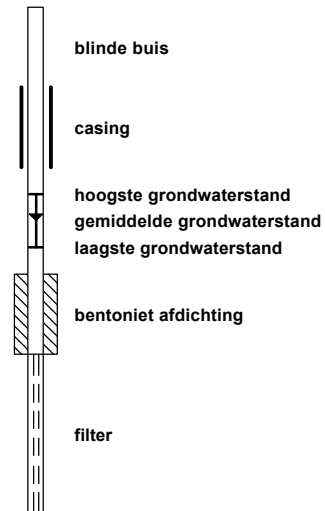 blinde buis
casing
hoogste grondwaterstand
gemiddelde grondwaterstand
laagste grondwaterstand
bentoniet afdichting
filter